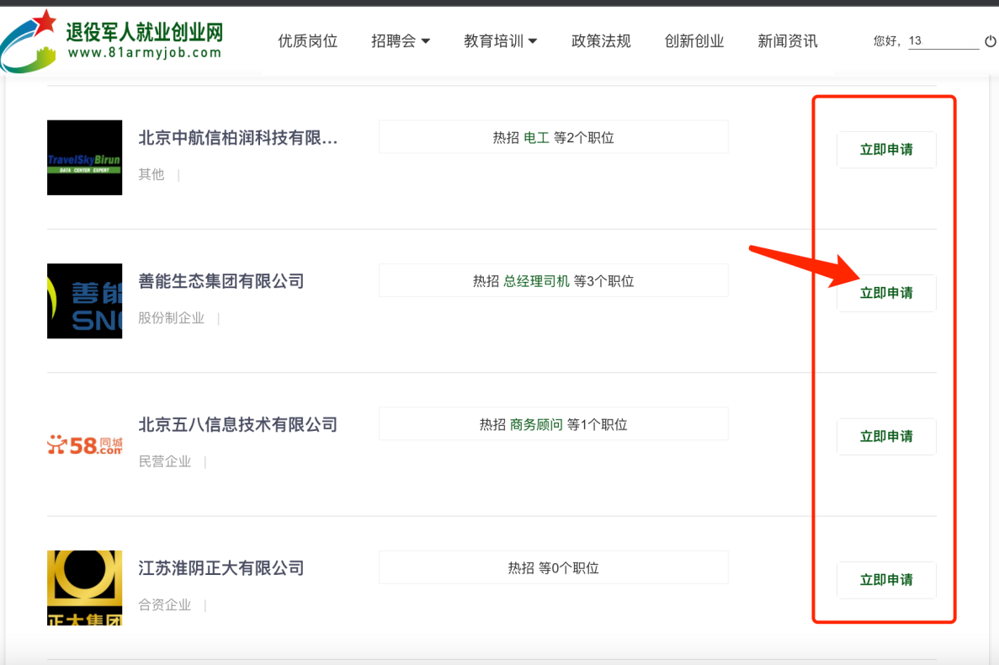 退役军人就业创业网
www.81armyjob.com
优质岗位 招聘会 教育培训 政策法规 创新创业 新闻资讯 您好, 13
TravelSkyBirun
DATA CENTER EXPERT
北京中航信柏润科技有限...
其他 |
热招 电工 等2个职位
立即申请
善能
SNC
善能生态集团有限公司
股份制企业 |
热招 总经理司机 等3个职位
立即申请
58同城
.com
北京五八信息技术有限公司
民营企业 |
热招 商务顾问 等1个职位
立即申请
正大集团
江苏淮阴正大有限公司
合资企业 |
热招 等0个职位
立即申请